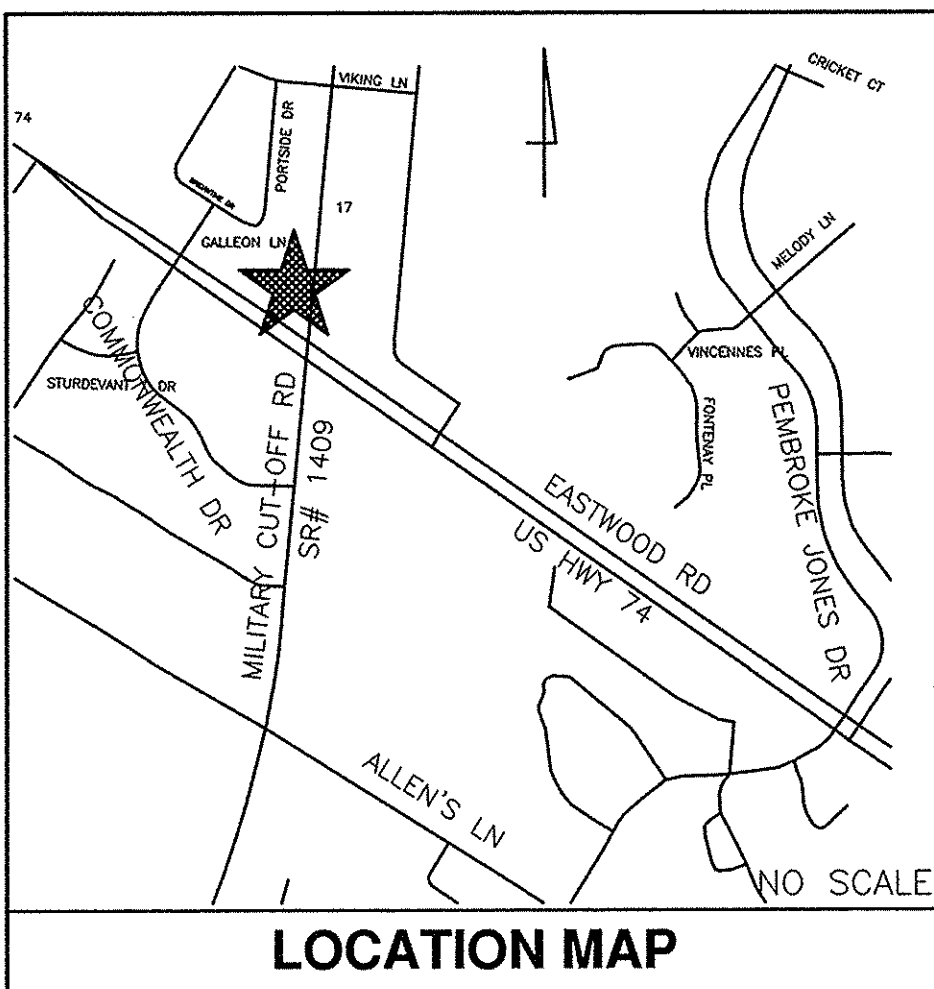 CRICKET CT
VIKING LN
74
PORTSIDE DR
BRIGANTINE DR
17
GALLEON LN
MELODY LN
COMMONWEALTH DR
STURDEVANT DR
VINCENNES PL
FONTENAY PL
PEMBROKE JONES DR
MILITARY CUT-OFF RD
SR# 1409
EASTWOOD RD
US HWY 74
ALLEN'S LN
NO SCALE
LOCATION MAP